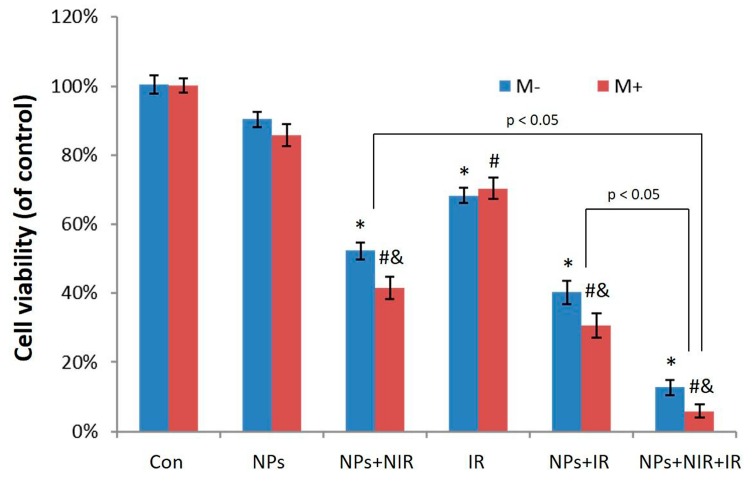 120%
100%
80%
60%
40%
20%
0%
Cell viability (of control)
M-
M+
p < 0.05
p < 0.05
*
#&
*
#
*
#&
*
#&
Con
NPs
NPs+NIR
IR
NPs+IR
NPs+NIR+IR